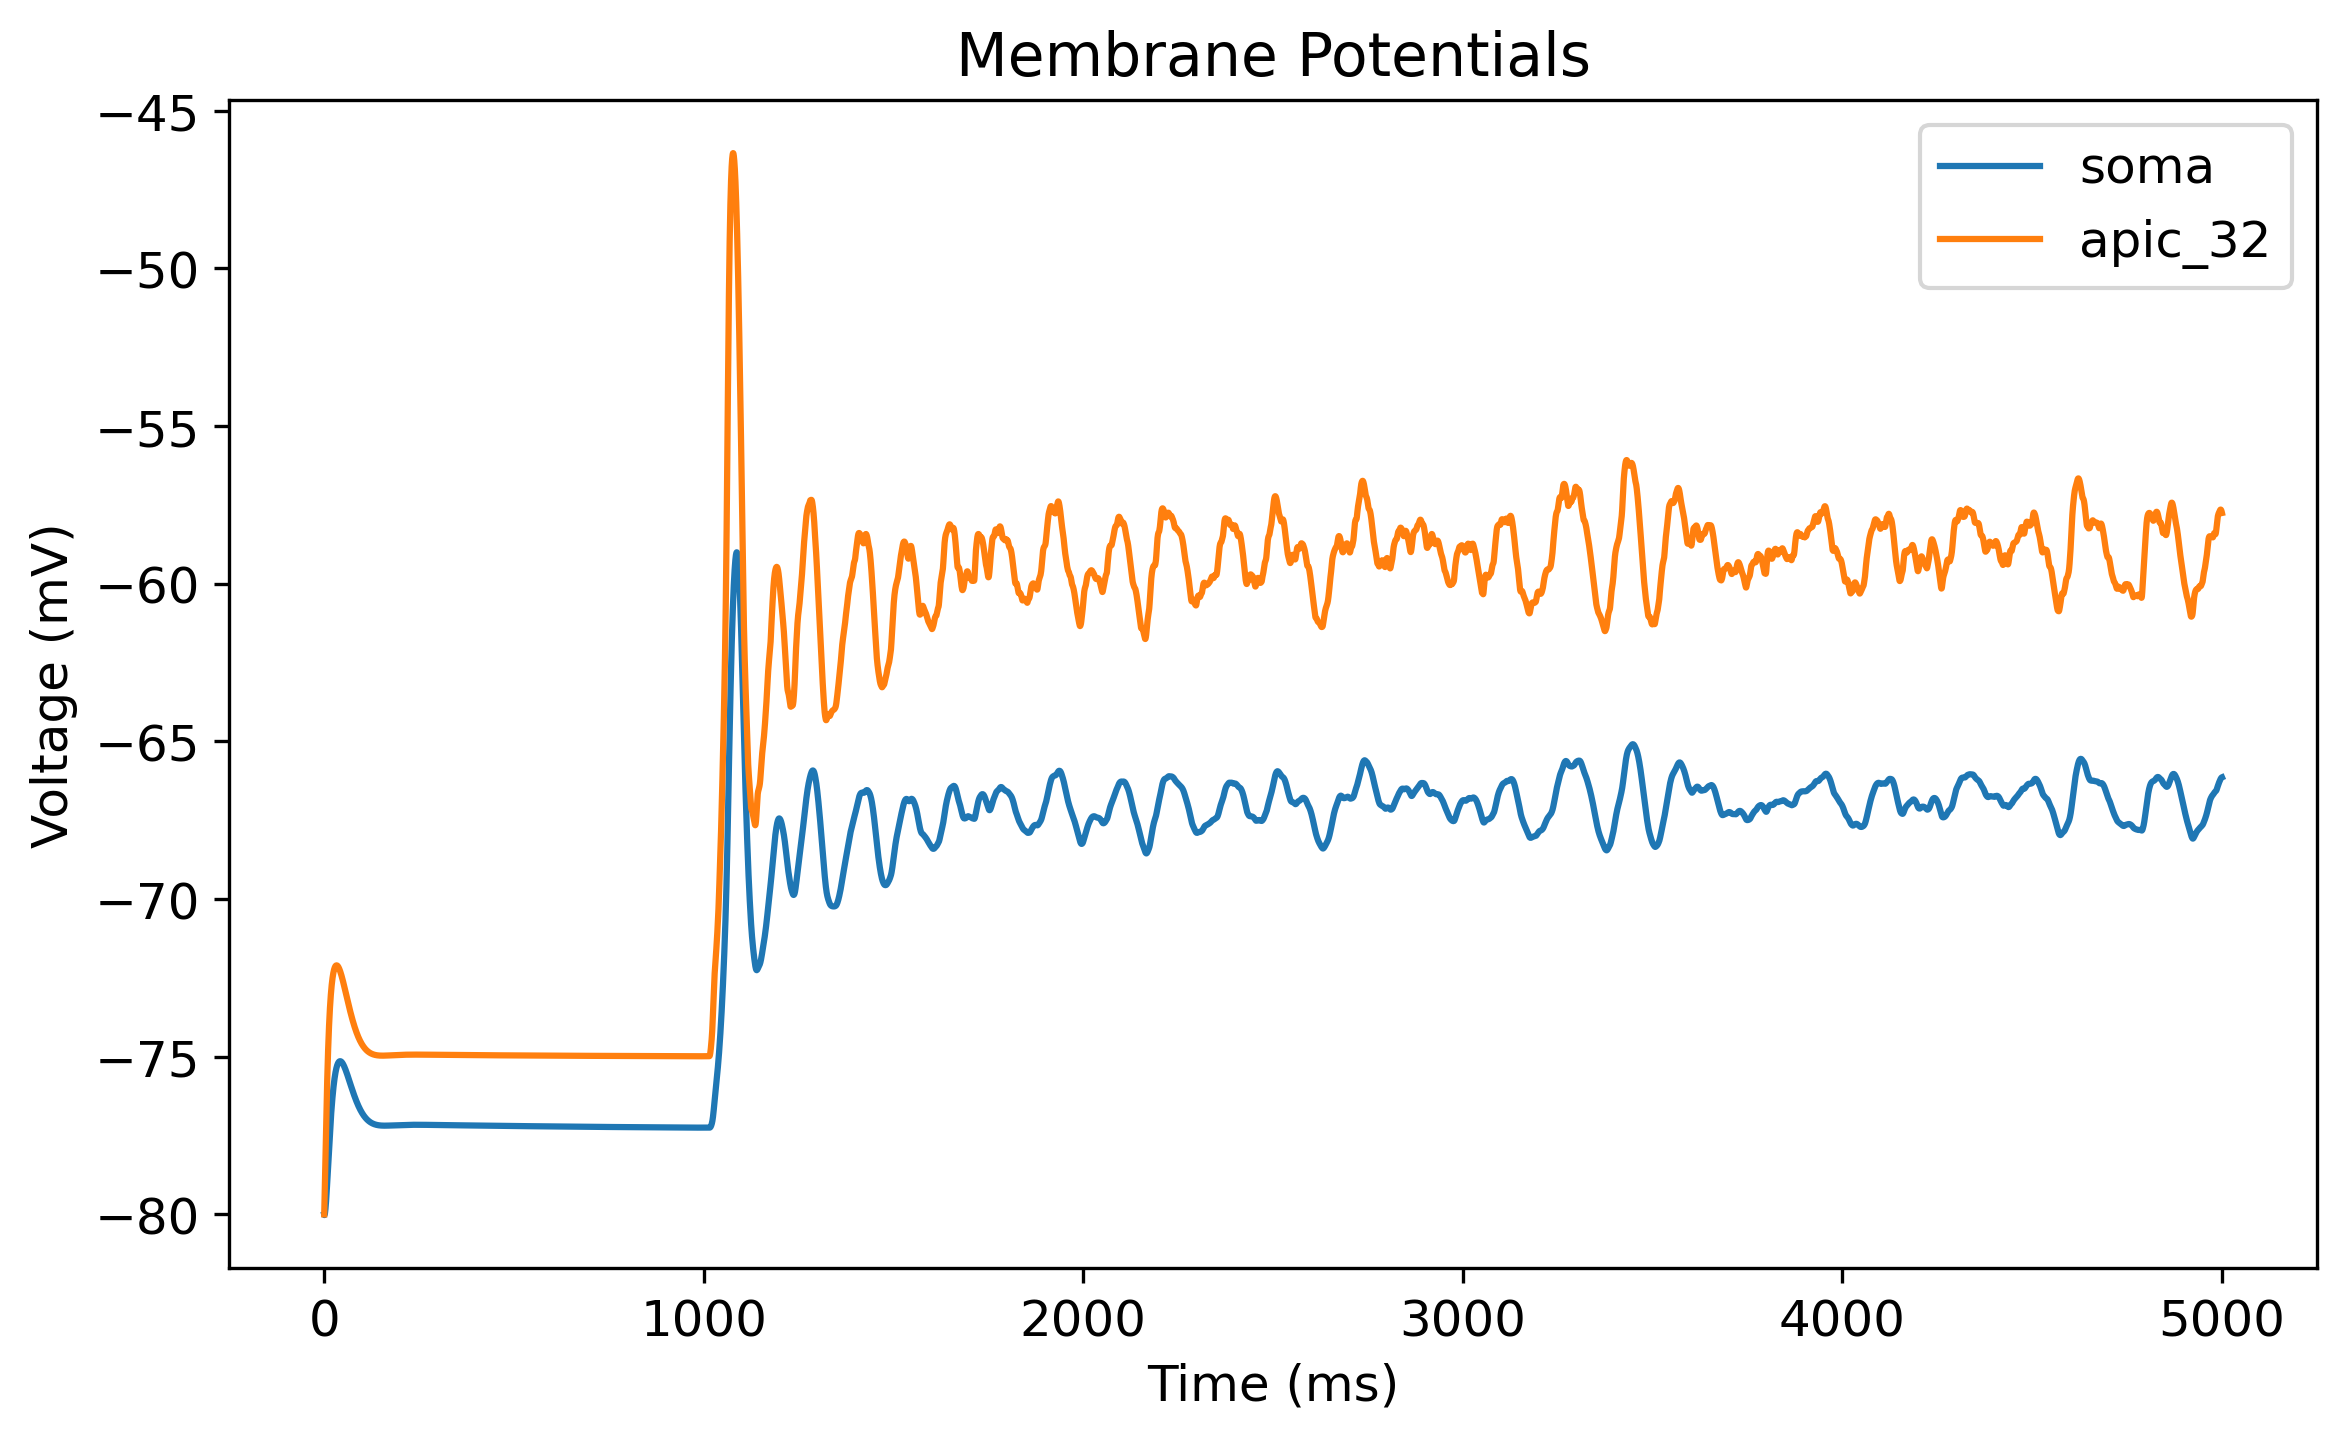 Membrane Potentials
−45
−50
−55
−60
−65
−70
−75
−80
Voltage (mV)
soma
apic_32
0 1000 2000 3000 4000 5000
Time (ms)